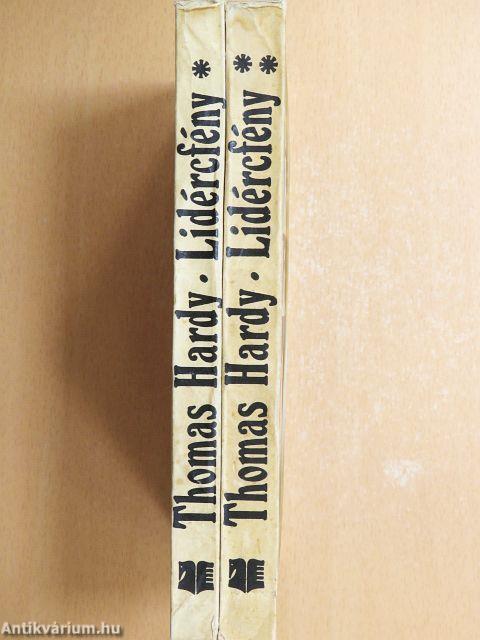 Thomas Hardy · Lidércfény *
Thomas Hardy · Lidércfény * *
Antikvárium.hu